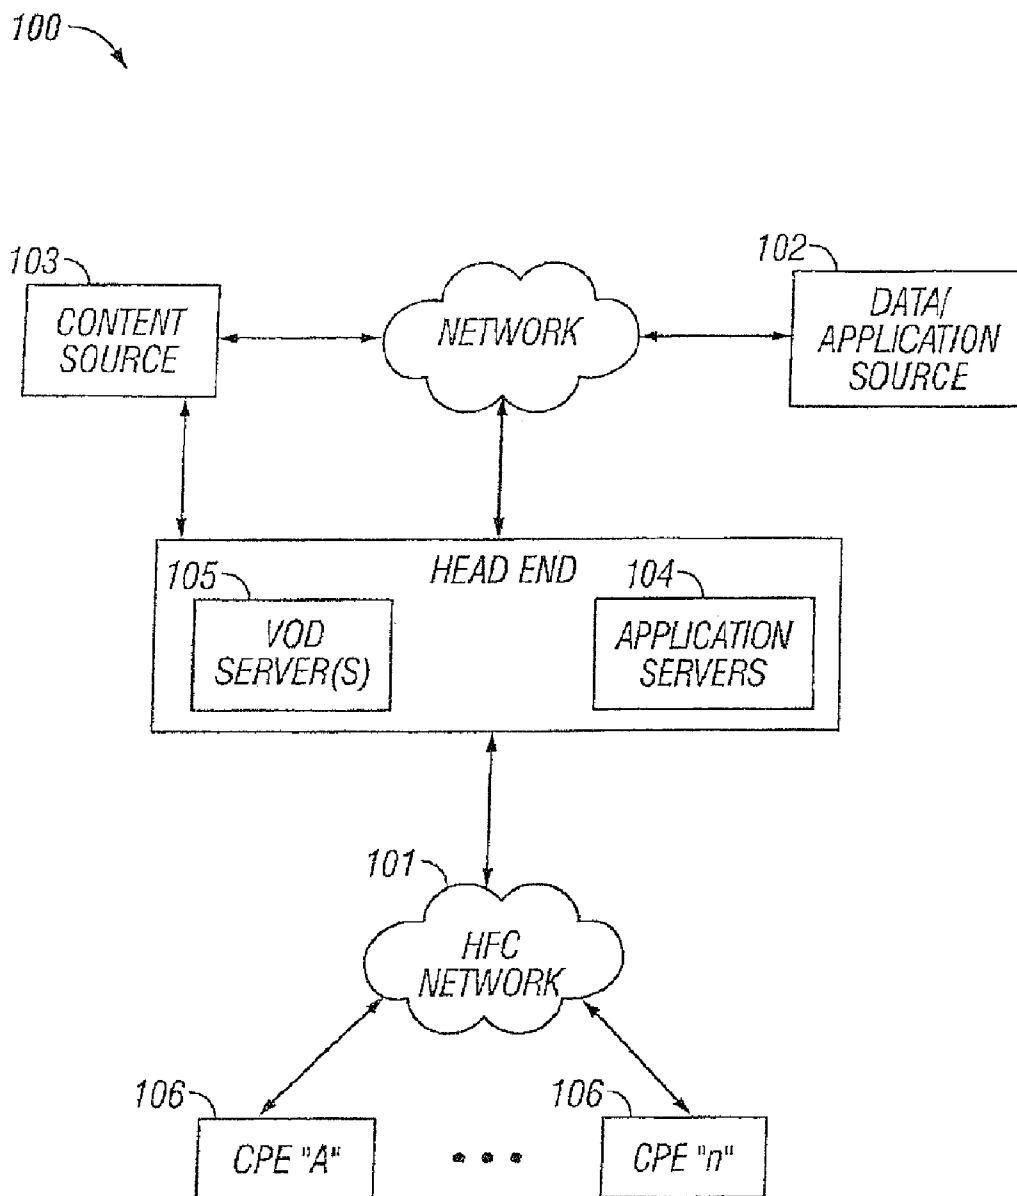 100
103
CONTENT
SOURCE
NETWORK
102
DATA/
APPLICATION
SOURCE
HEAD END
105
VOD
SERVER(S)
104
APPLICATION
SERVERS
101
HFC
NETWORK
106
CPE "A"
• • •
106
CPE "n"